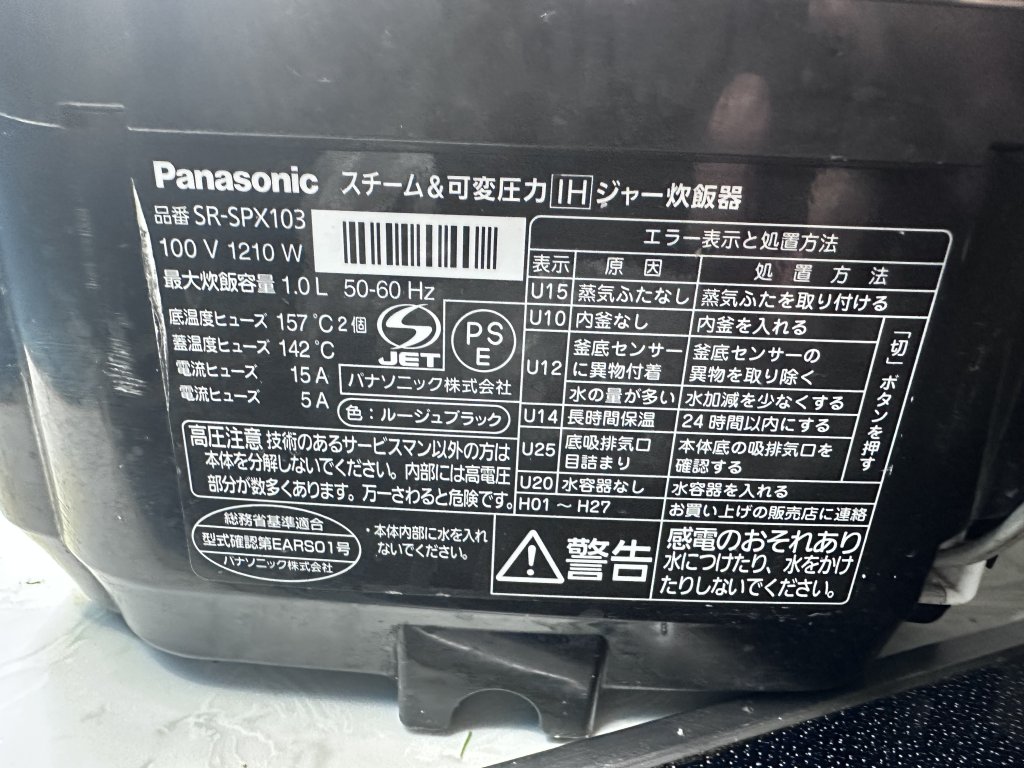 Panasonic スチーム&可変圧力 IH ジャー炊飯器
品番 SR-SPX103
100 V 1210 W
最大炊飯容量 1.0 L 50-60 Hz
底温度ヒューズ 157 ℃ 2個
蓋温度ヒューズ 142 ℃
電流ヒューズ 15 A
電流ヒューズ 5 A
S JET
PS E
パナソニック株式会社
色:ルージュブラック
高圧注意 技術のあるサービスマン以外の方は
本体を分解しないでください。内部には高電圧
部分が数多くあります。万一さわると危険です。
総務省基準適合
型式確認第EARS01号
パナソニック株式会社
・本体内部に水を入れ
ないでください。
エラー表示と処置方法
表示 原因 処置方法
U15 蒸気ふたなし 蒸気ふたを取り付ける
U10 内釜なし 内釜を入れる
U12 釜底センサー 釜底センサーの
に異物付着 異物を取り除く
水の量が多い 水加減を少なくする
U14 長時間保温 24時間以内にする
U25 底吸排気口 本体底の吸排気口を
目詰まり 確認する
「切」ボタンを押す
U20 水容器なし 水容器を入れる
H01 ~ H27 お買い上げの販売店に連絡
警告 感電のおそれあり
水につけたり、水をかけ
たりしないでください。